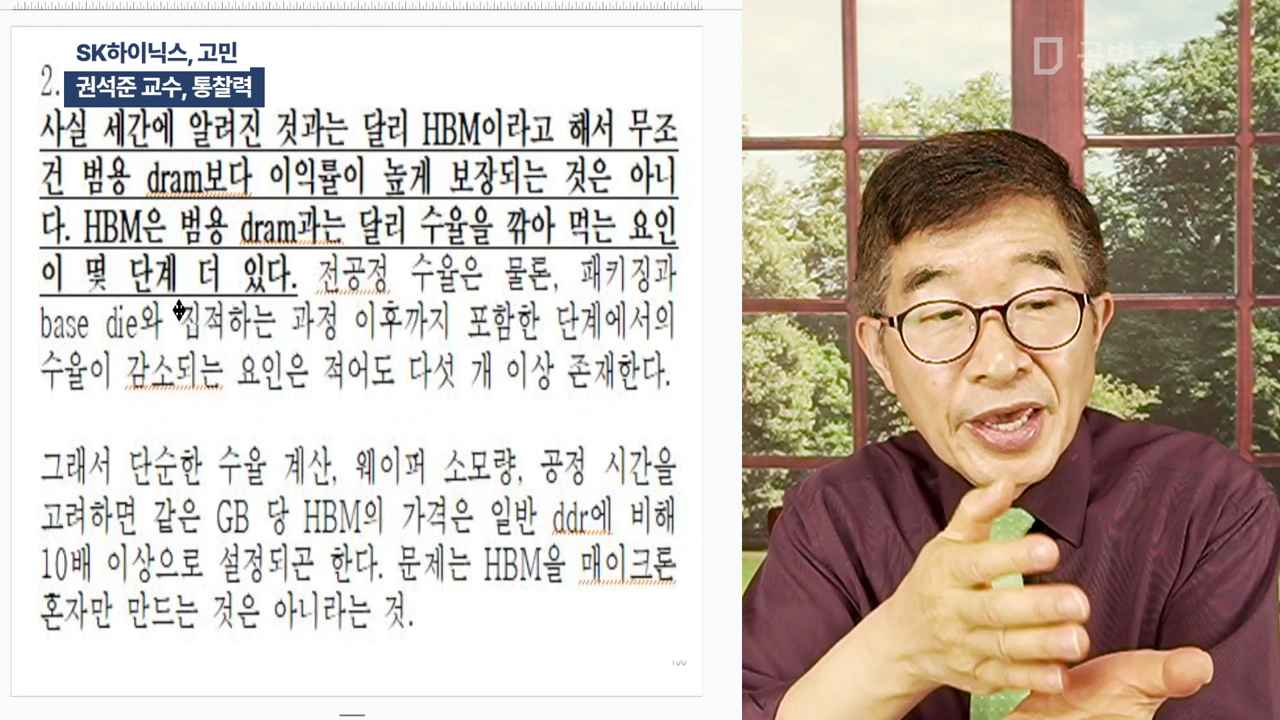 SK하이닉스, 고민
권석준 교수, 통찰력
공병호TV
2.
사실 세간에 알려진 것과는 달리 HBM이라고 해서 무조
건 범용 dram보다 이익률이 높게 보장되는 것은 아니
다. HBM은 범용 dram과는 달리 수율을 깎아 먹는 요인
이 몇 단계 더 있다. 전공정 수율은 물론, 패키징과
base die와 집적하는 과정 이후까지 포함한 단계에서의
수율이 감소되는 요인은 적어도 다섯 개 이상 존재한다.
그래서 단순한 수율 계산, 웨이퍼 소모량, 공정 시간을
고려하면 같은 GB 당 HBM의 가격은 일반 ddr에 비해
10배 이상으로 설정되곤 한다. 문제는 HBM을 매이크론
혼자만 만드는 것은 아니라는 것.